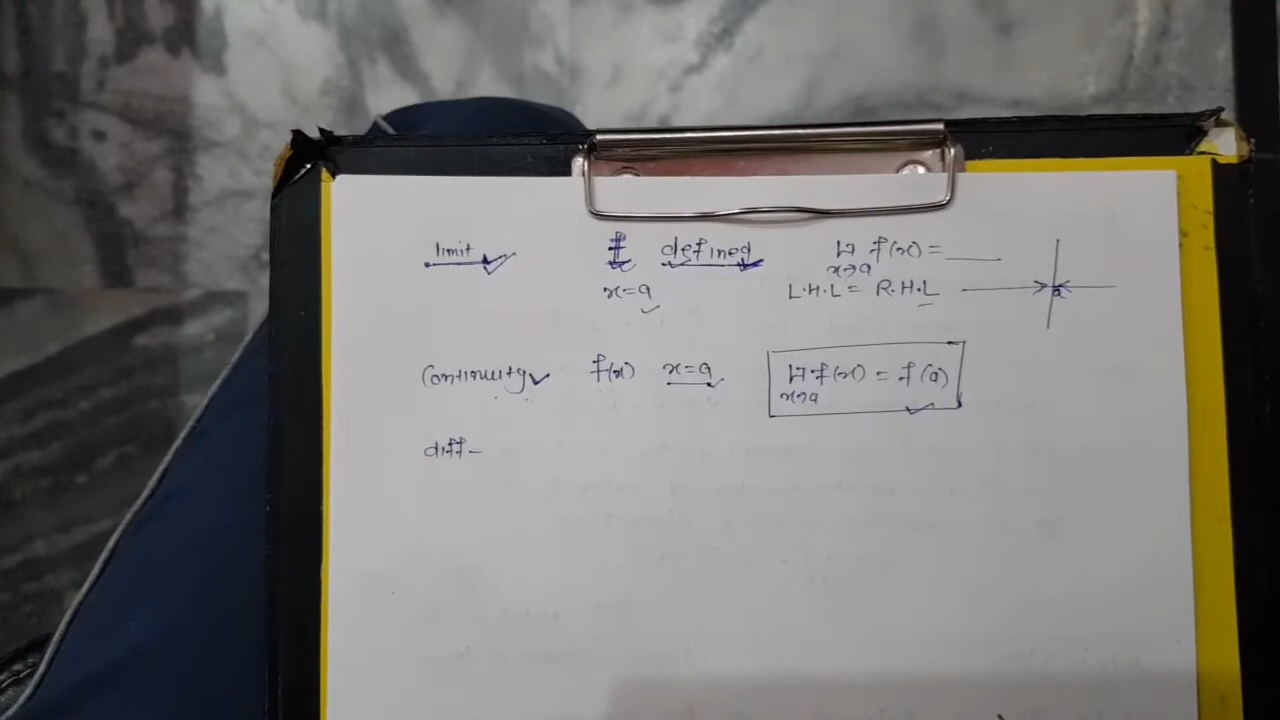 limit f defined Lt f(x) = ___
x→a
x=a L.H.L = R.H.L a
Continuity f(x) x=a Lt f(x) = f(a)
x→a
diff-